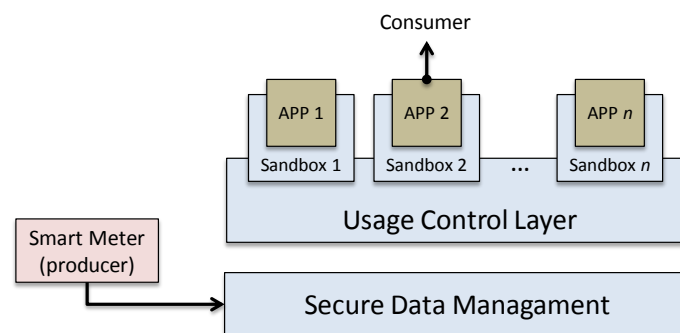 Consumer
APP 1 APP 2 APP n
Sandbox 1 Sandbox 2 ... Sandbox n
Usage Control Layer
Smart Meter
(producer)
Secure Data Managament